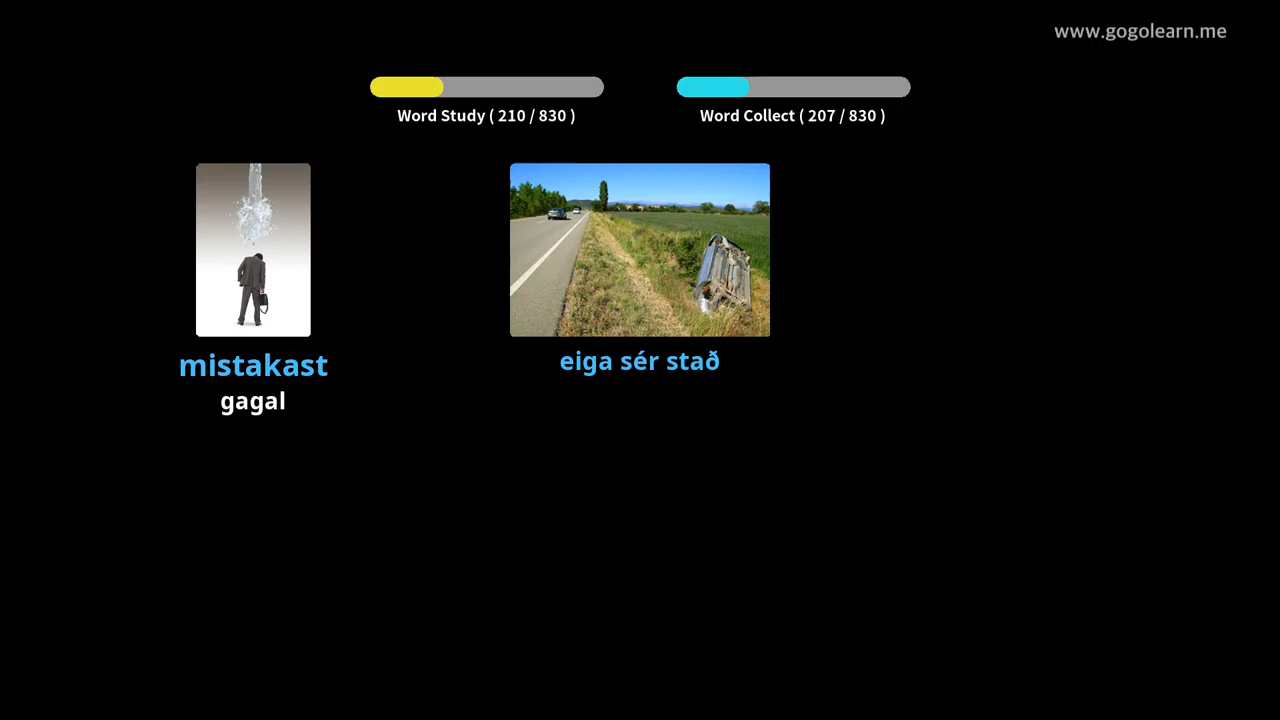 www.gogolearn.me
Word Study ( 210 / 830 )
Word Collect ( 207 / 830 )
mistakast
gagal
eiga sér stað